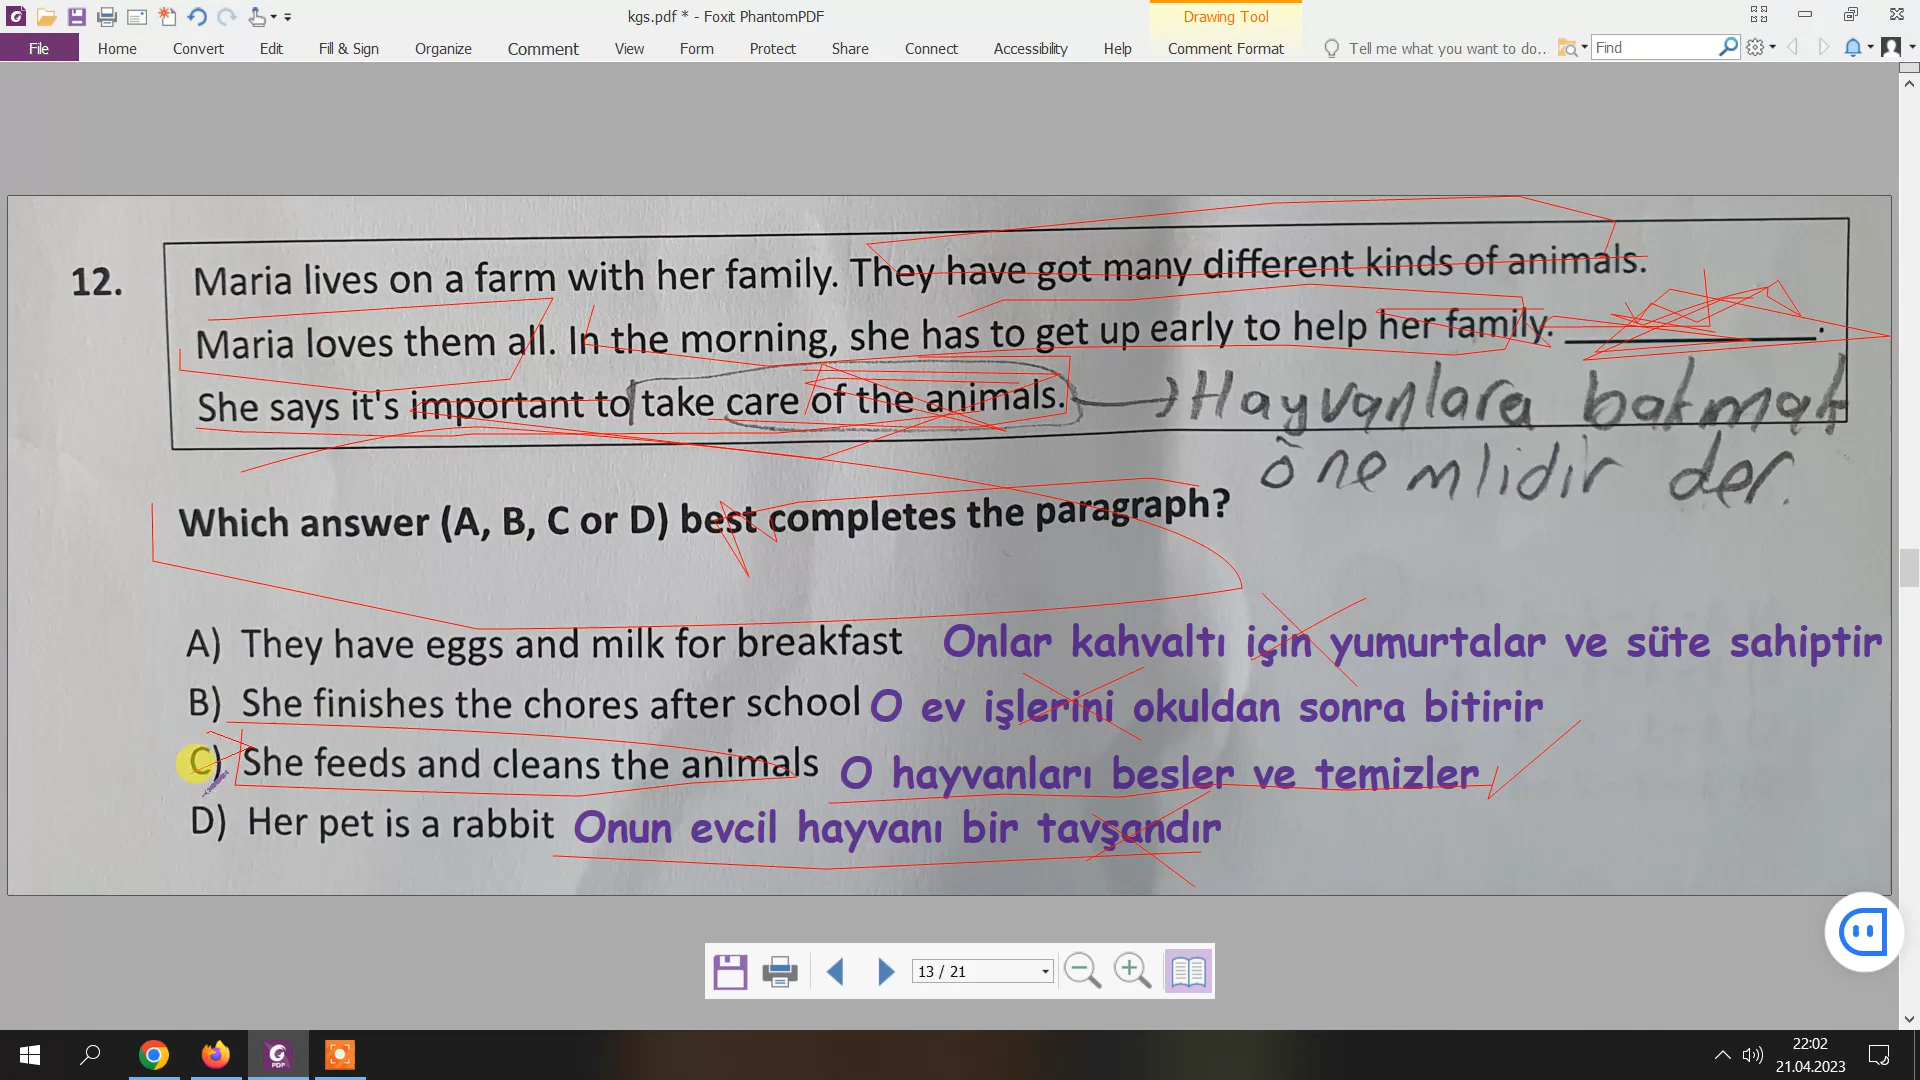 kgs.pdf * - Foxit PhantomPDF
Drawing Tool
File Home Convert Edit Fill & Sign Organize Comment View Form Protect Share Connect Accessibility Help Comment Format Tell me what you want to do... Find
12. Maria lives on a farm with her family. They have got many different kinds of animals.
Maria loves them all. In the morning, she has to get up early to help her family. ____________.
She says it's important to take care of the animals. Hayvanlara bakmak
önemlidir der.
Which answer (A, B, C or D) best completes the paragraph?
A) They have eggs and milk for breakfast Onlar kahvaltı için yumurtalar ve süte sahiptir
B) She finishes the chores after school O ev işlerini okuldan sonra bitirir
C) She feeds and cleans the animals O hayvanları besler ve temizler
D) Her pet is a rabbit Onun evcil hayvanı bir tavşandır
13 / 21
PDF
22:02
21.04.2023